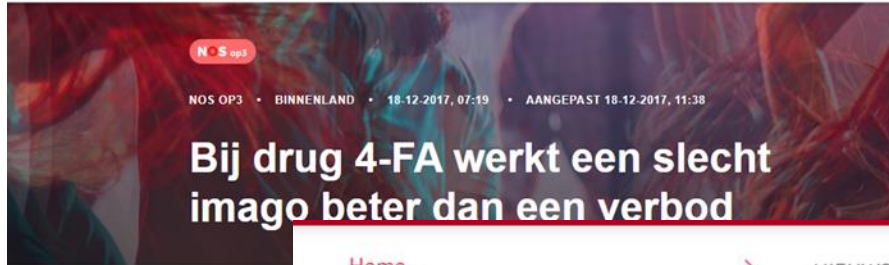 NOS op3
NOS OP3 • BINNENLAND • 18-12-2017, 07:19 • AANGEPAST 18-12-2017, 11:38
Bij drug 4-FA werkt een slecht
imago beter dan een verbod
Home